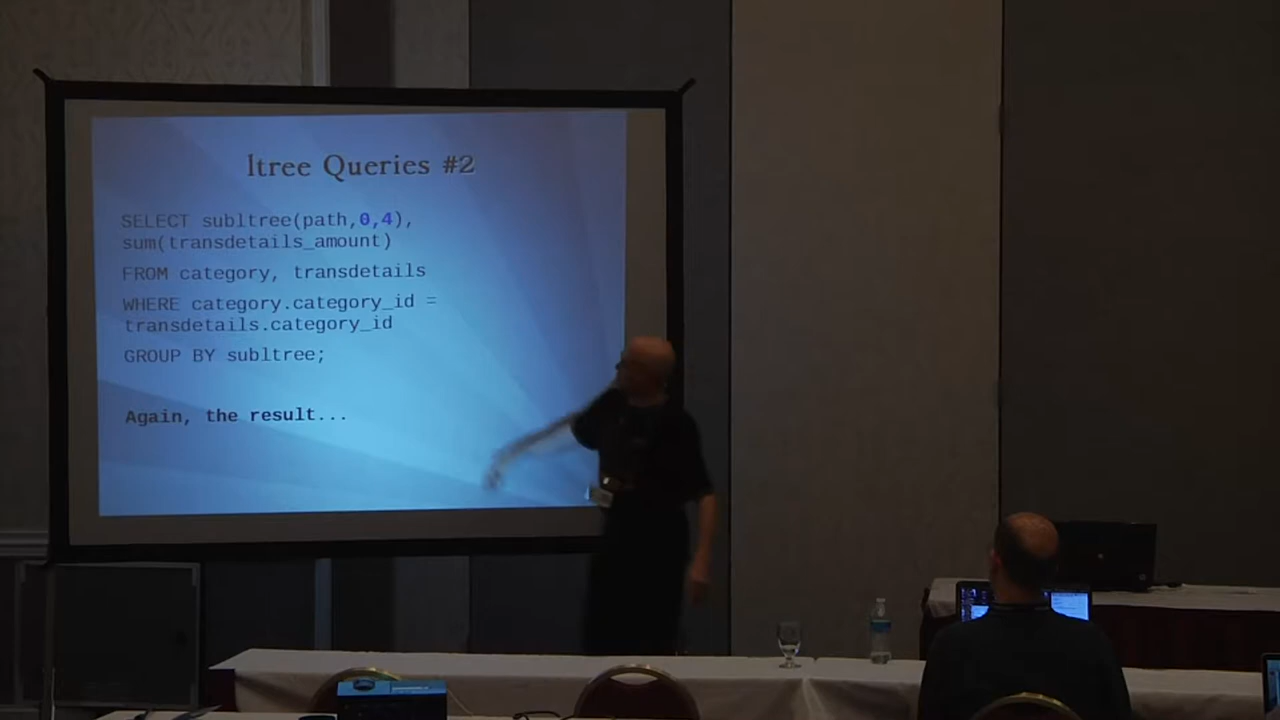 ltree Queries #2
SELECT subltree(path,0,4),
sum(transdetails_amount)
FROM category, transdetails
WHERE category.category_id =
transdetails.category_id
GROUP BY subltree;
Again, the result...